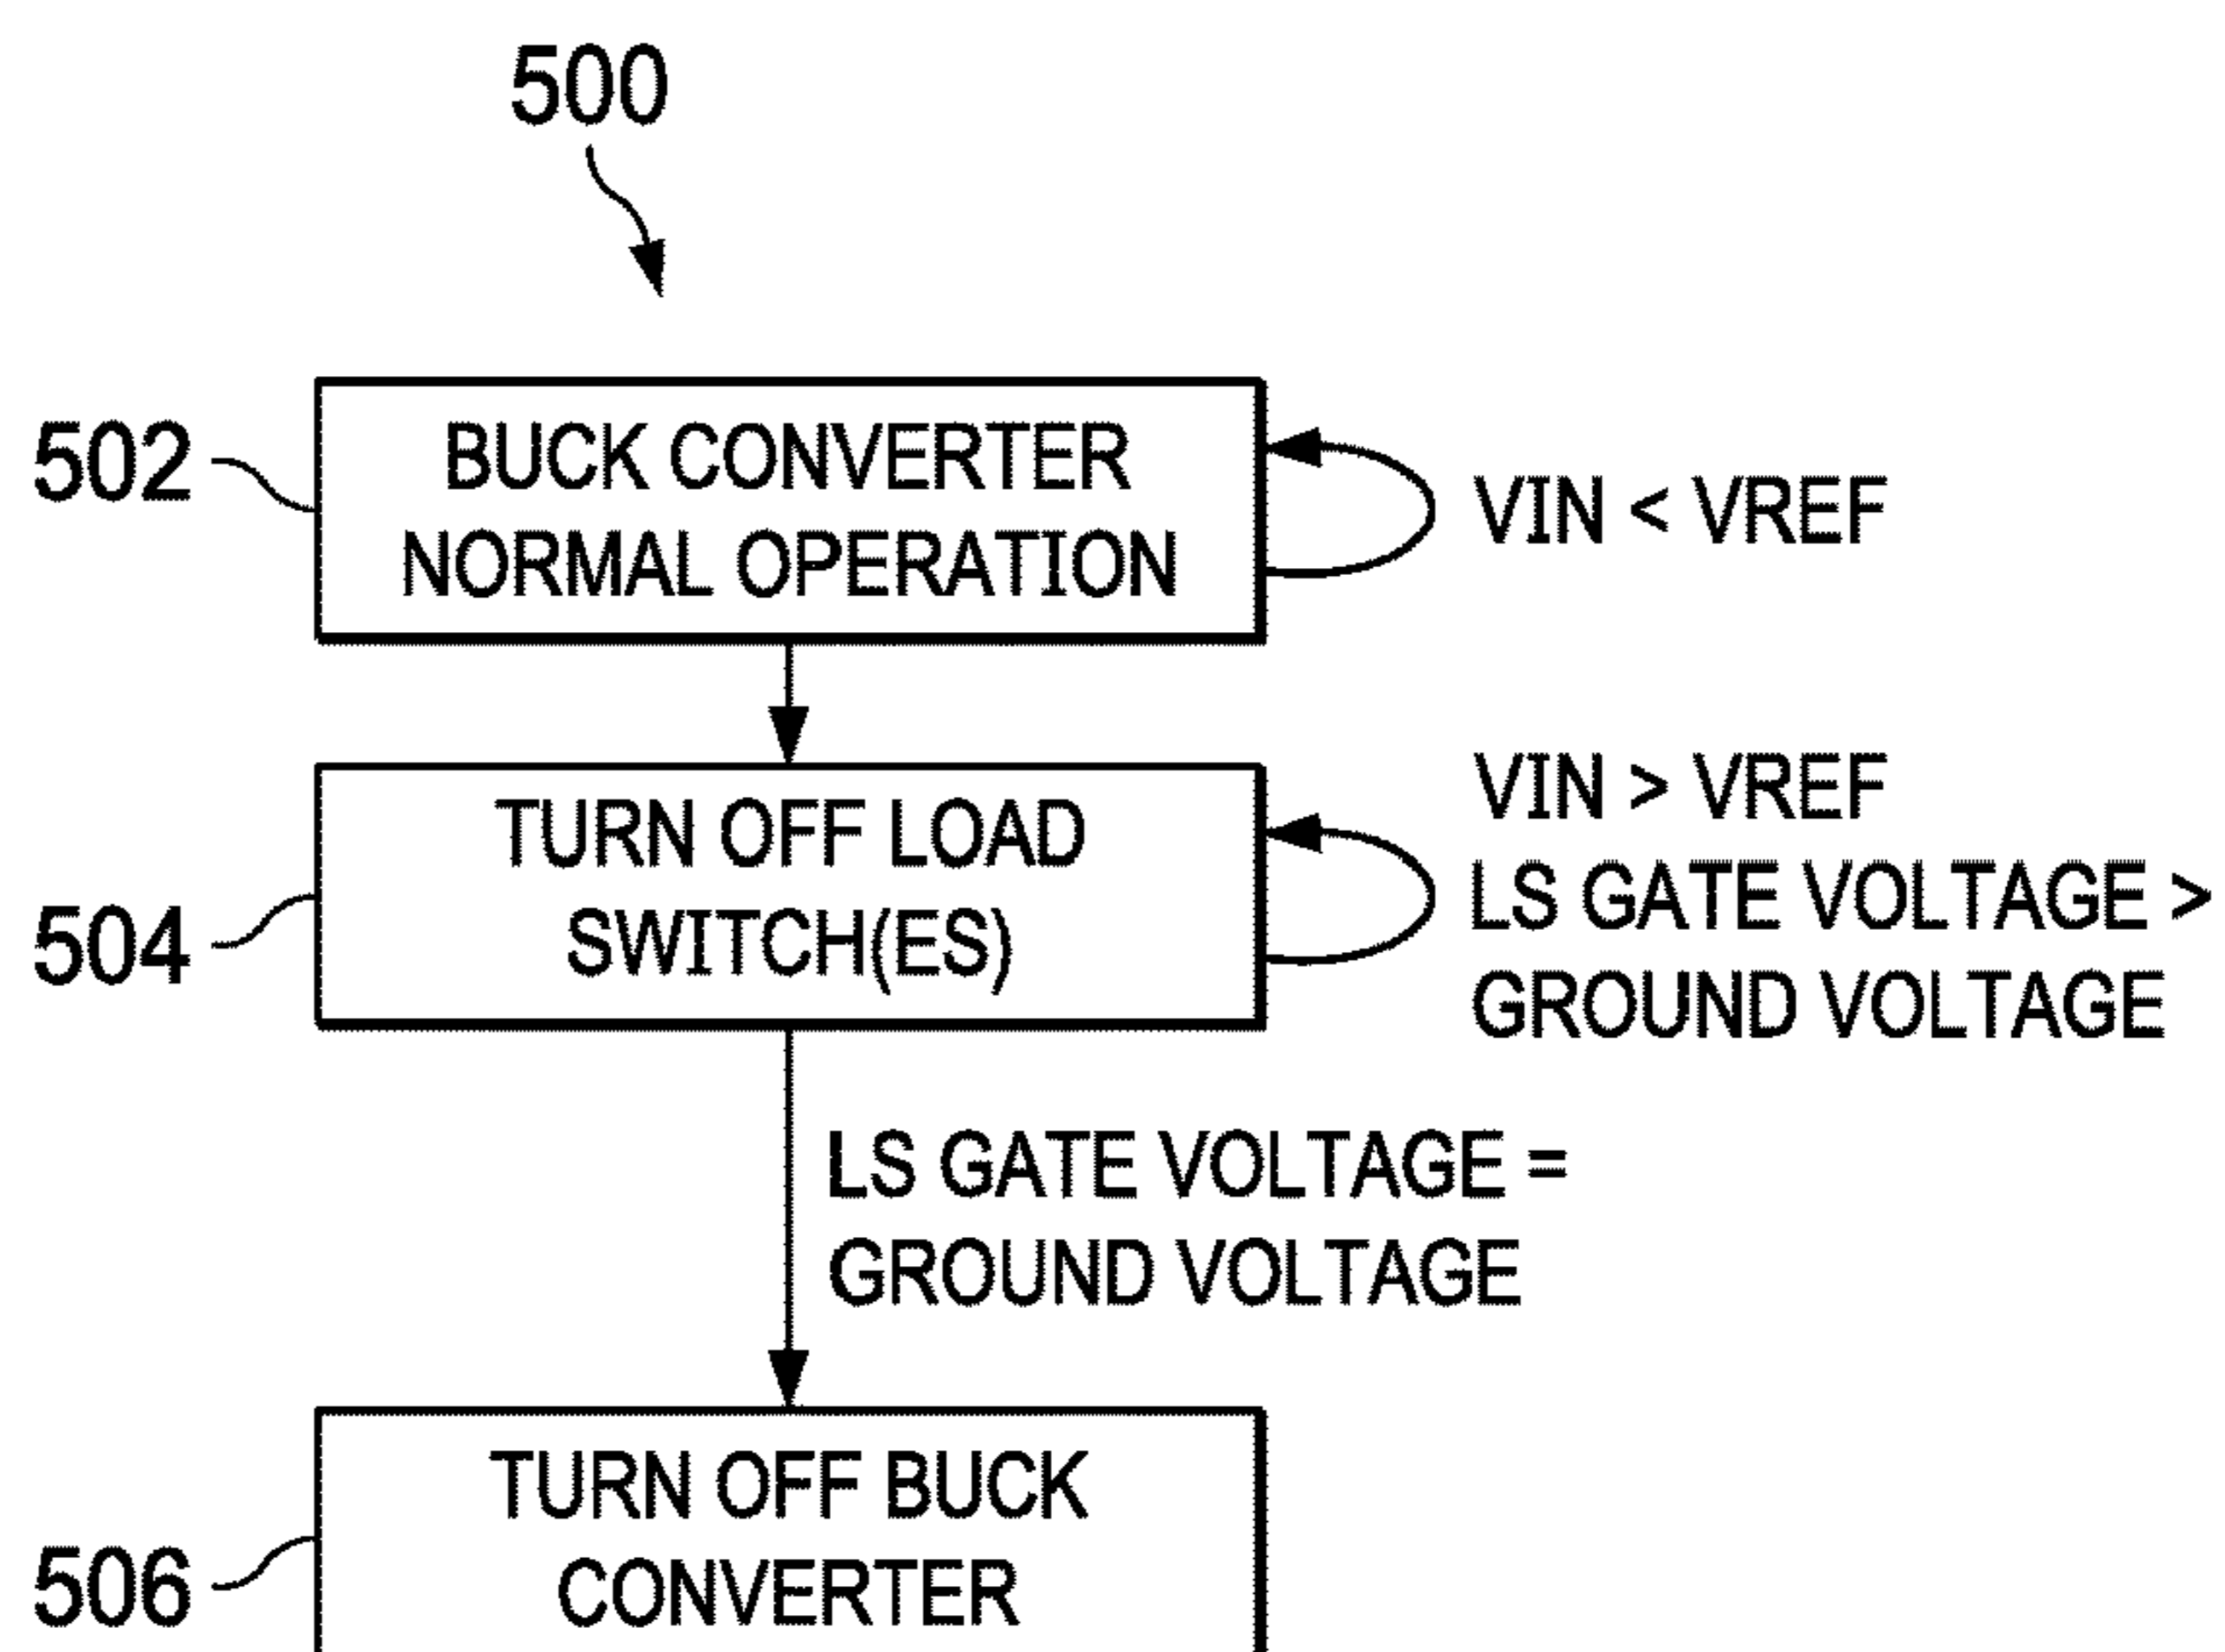 500
502
BUCK CONVERTER
NORMAL OPERATION
VIN < VREF
504
TURN OFF LOAD
SWITCH(ES)
VIN > VREF
LS GATE VOLTAGE >
GROUND VOLTAGE
LS GATE VOLTAGE =
GROUND VOLTAGE
506
TURN OFF BUCK
CONVERTER